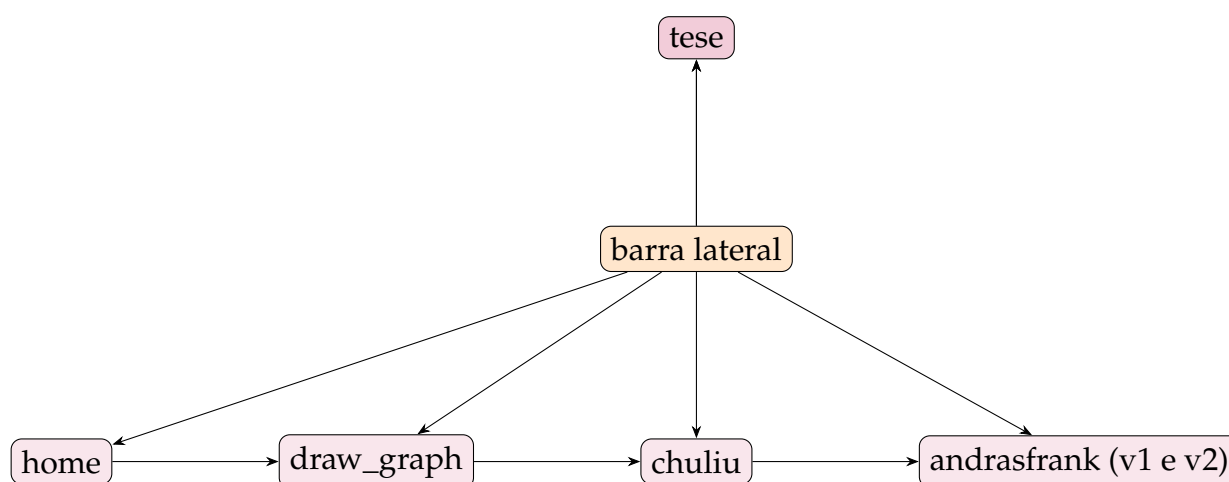 tese
barra lateral
home
draw_graph
chuliu
andrasfrank (v1 e v2)